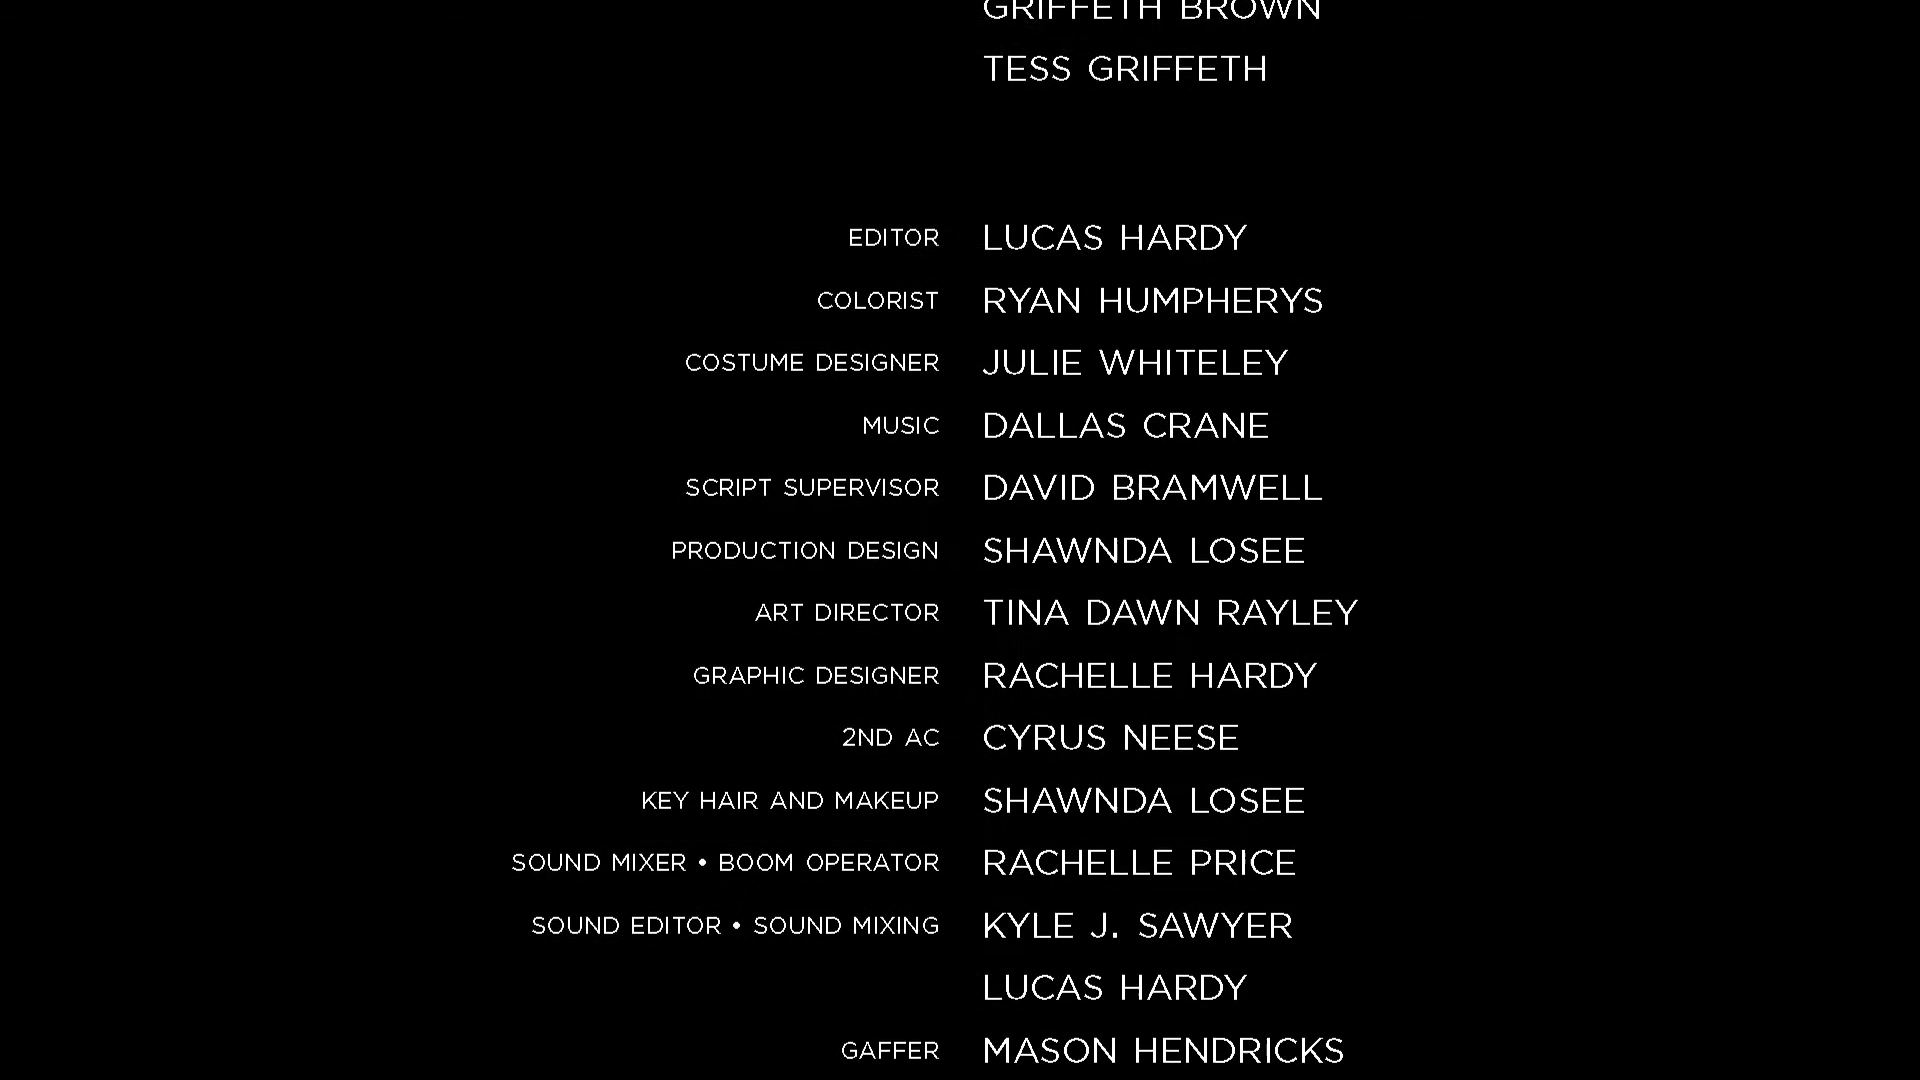 GRIFFETH BROWN
TESS GRIFFETH
EDITOR LUCAS HARDY
COLORIST RYAN HUMPHERYS
COSTUME DESIGNER JULIE WHITELEY
MUSIC DALLAS CRANE
SCRIPT SUPERVISOR DAVID BRAMWELL
PRODUCTION DESIGN SHAWNDA LOSEE
ART DIRECTOR TINA DAWN RAYLEY
GRAPHIC DESIGNER RACHELLE HARDY
2ND AC CYRUS NEESE
KEY HAIR AND MAKEUP SHAWNDA LOSEE
SOUND MIXER • BOOM OPERATOR RACHELLE PRICE
SOUND EDITOR • SOUND MIXING KYLE J. SAWYER
LUCAS HARDY
GAFFER MASON HENDRICKS